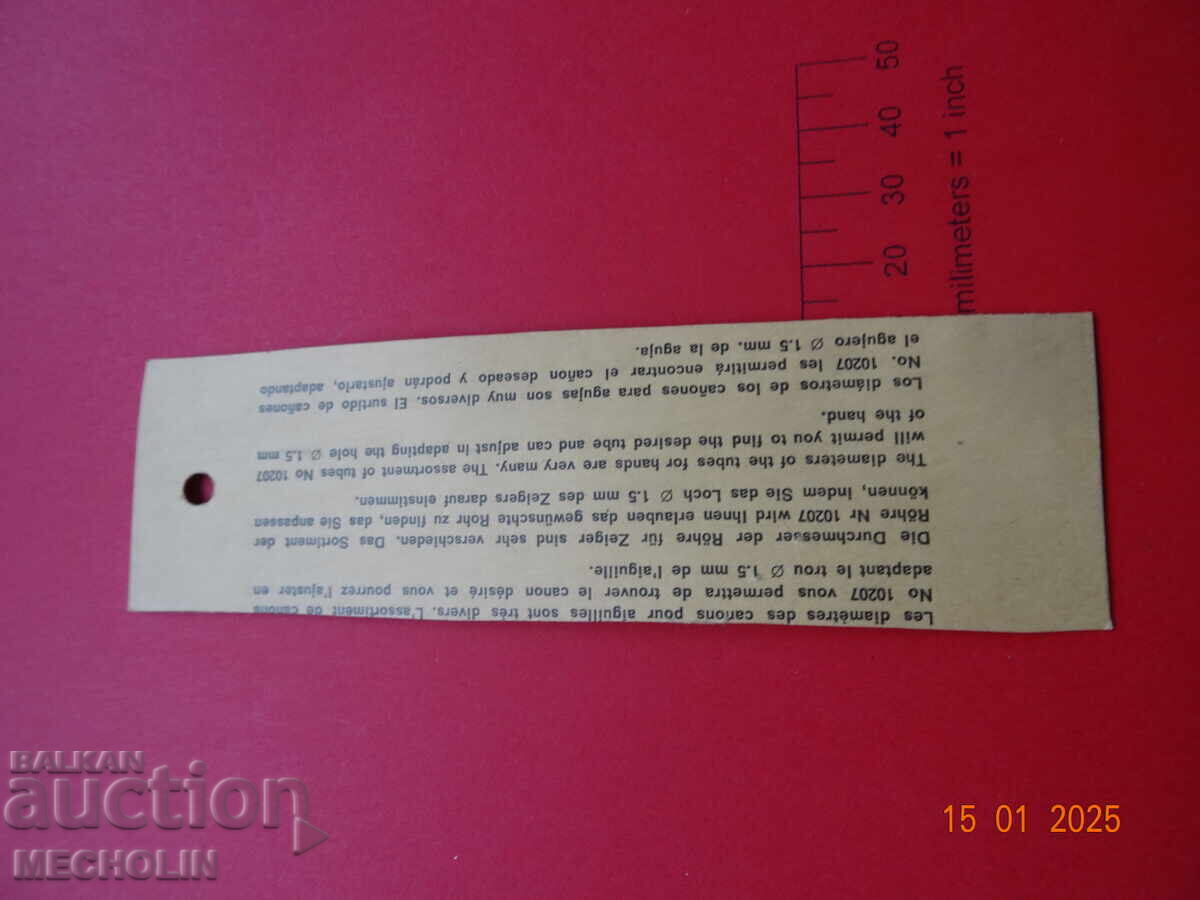 Les diamètres des canons pour aiguilles sont très divers. L'assortiment de canons
No 10207 vous permettra de trouver le canon désiré et vous pourrez l'ajuster en
adaptant le trou Ø 1.5 mm de l'aiguille.
Die Durchmesser der Röhre für Zeiger sind sehr verschieden. Das Sortiment der
Röhre Nr 10207 wird Ihnen erlauben das gewünschte Rohr zu finden, das Sie anpassen
können, indem Sie das Loch Ø 1.5 mm des Zeigers darauf einstimmen.
The diameters of the tubes for hands are very many. The assortment of tubes No 10207
will permit you to find the desired tube and can adjust in adapting the hole Ø 1.5 mm
of the hand.
Los diámetros de los cañones para agujas son muy diversos. El surtido de cañones
No. 10207 les permitirá encontrar el cañon deseado y podrán ajustarlo, adaptando
el agujero Ø 1.5 mm. de la aguja.
50
40
30
20
milimeters = 1 inch
BALKAN
auction
MECHOLIN
15 01 2025